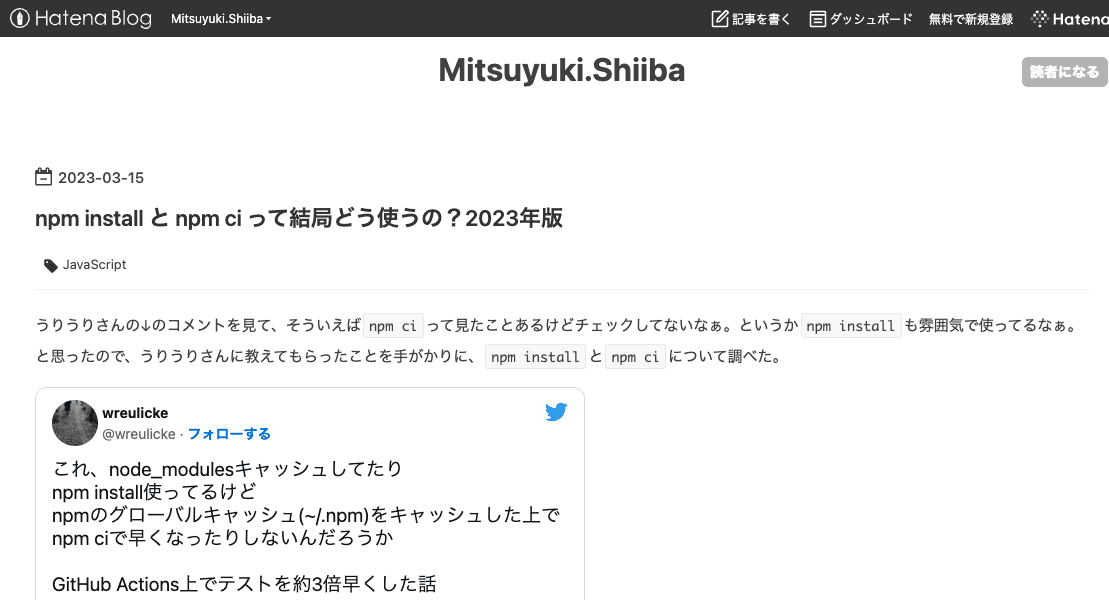 Hatena Blog Mitsuyuki.Shiiba 記事を書く ダッシュボード 無料で新規登録 Hatena
Mitsuyuki.Shiiba
読者になる
2023-03-15
npm install と npm ci って結局どう使うの？2023年版
JavaScript
うりうりさんの↓のコメントを見て、そういえば npm ci って見たことあるけどチェックしてないなぁ。というか npm install も雰囲気で使ってるなぁ。
と思ったので、うりうりさんに教えてもらったことを手がかりに、 npm install と npm ci について調べた。
wreulicke
@wreulicke · フォローする
これ、node_modulesキャッシュしてたり
npm install使ってるけど
npmのグローバルキャッシュ(~/.npm)をキャッシュした上で
npm ciで早くなったりしないんだろうか
GitHub Actions上でテストを約3倍早くした話